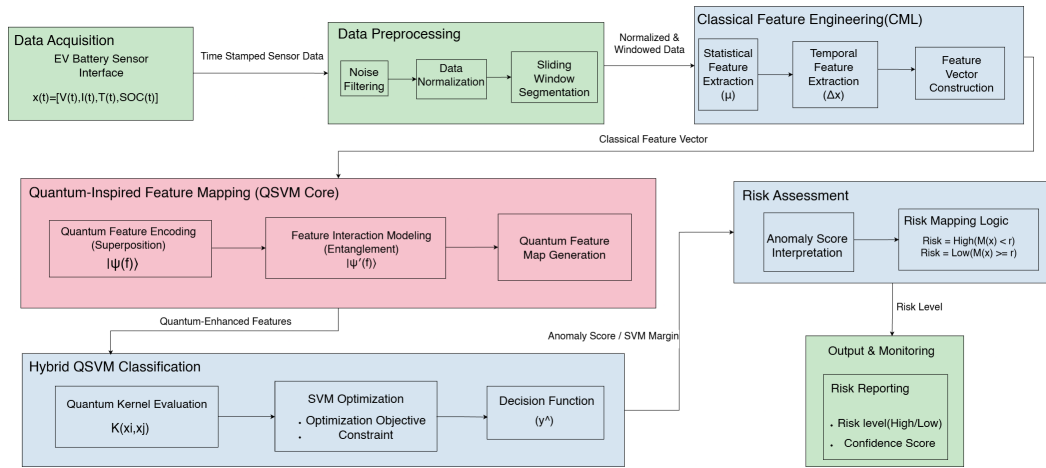 Data Acquisition
EV Battery Sensor
Interface
x(t)=[V(t),I(t),T(t),SOC(t)]
Time Stamped Sensor Data
Data Preprocessing
Noise
Filtering
Data
Normalization
Sliding
Window
Segmentation
Normalized &
Windowed Data
Classical Feature Engineering(CML)
Statistical
Feature
Extraction
(μ)
Temporal
Feature
Extraction
(Δx)
Feature
Vector
Construction
Classical Feature Vector
Quantum-Inspired Feature Mapping (QSVM Core)
Quantum Feature Encoding
(Superposition)
|ψ(f)⟩
Feature Interaction Modeling
(Entanglement)
|ψ′(f)⟩
Quantum Feature
Map Generation
Quantum-Enhanced Features
Hybrid QSVM Classification
Quantum Kernel Evaluation
K(xi,xj)
SVM Optimization
• Optimization Objective
• Constraint
Decision Function
(y^)
Anomaly Score / SVM Margin
Risk Assessment
Anomaly Score
Interpretation
Risk Mapping Logic
Risk = High(M(x) < r)
Risk = Low(M(x) >= r)
Risk Level
Output & Monitoring
Risk Reporting
• Risk level(High/Low)
• Confidence Score